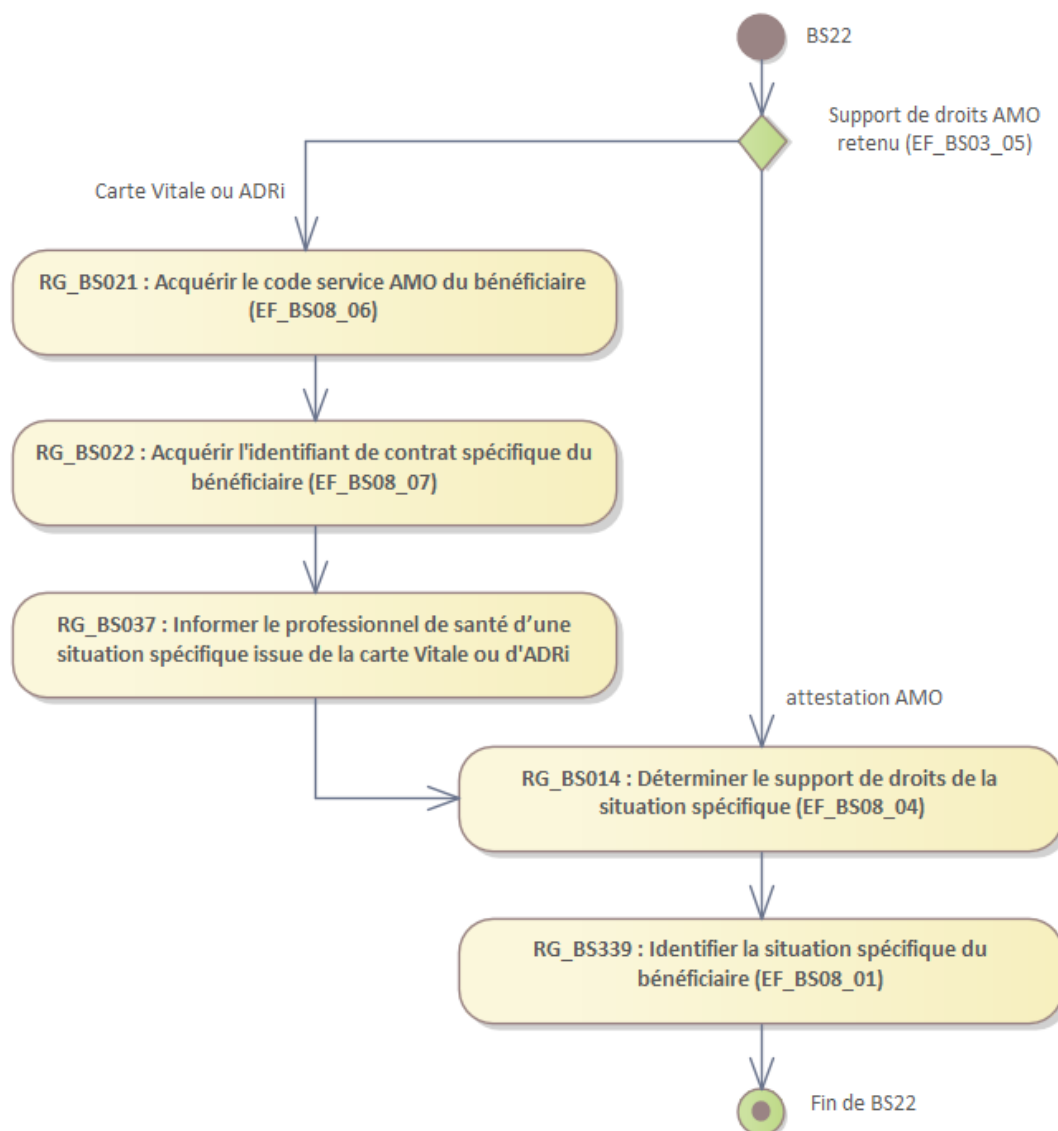 BS22
Support de droits AMO
retenu (EF_BS03_05)
Carte Vitale ou ADRi
RG_BS021 : Acquérir le code service AMO du bénéficiaire
(EF_BS08_06)
RG_BS022 : Acquérir l'identifiant de contrat spécifique du
bénéficiaire (EF_BS08_07)
RG_BS037 : Informer le professionnel de santé d’une
situation spécifique issue de la carte Vitale ou d'ADRi
attestation AMO
RG_BS014 : Déterminer le support de droits de la
situation spécifique (EF_BS08_04)
RG_BS339 : Identifier la situation spécifique du
bénéficiaire (EF_BS08_01)
Fin de BS22